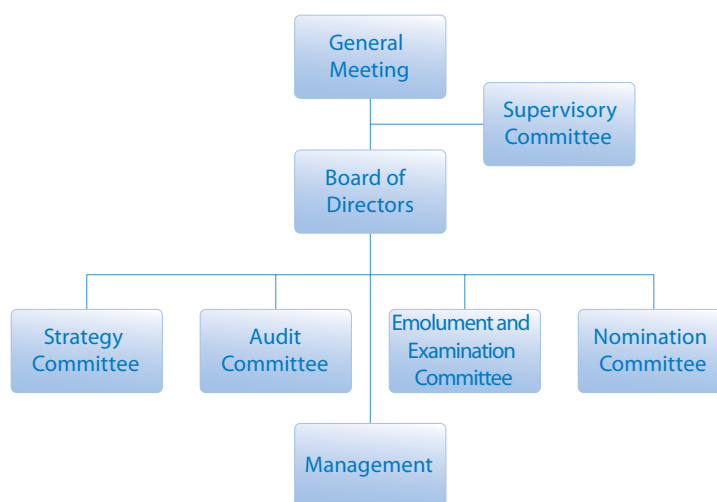 General
Meeting
Supervisory
Committee
Board of
Directors
Strategy
Committee
Audit
Committee
Emolument and
Examination
Committee
Nomination
Committee
Management